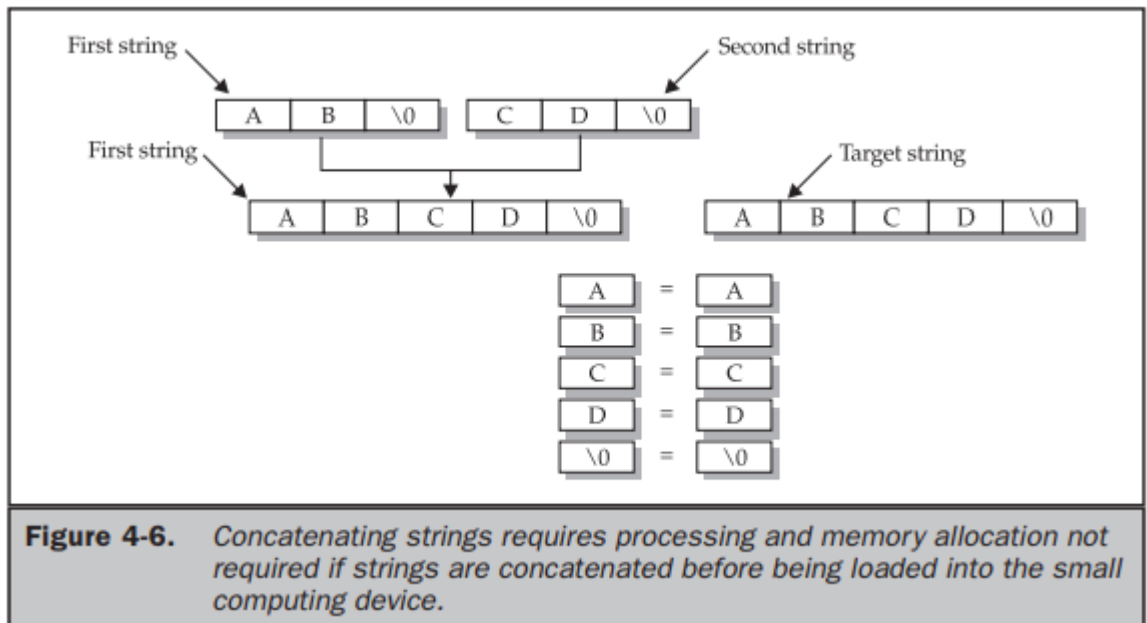 First string
Second string
A B \0
C D \0
First string
Target string
A B C D \0
A B C D \0
A = A
B = B
C = C
D = D
\0 = \0
Figure 4-6. Concatenating strings requires processing and memory allocation not
required if strings are concatenated before being loaded into the small
computing device.